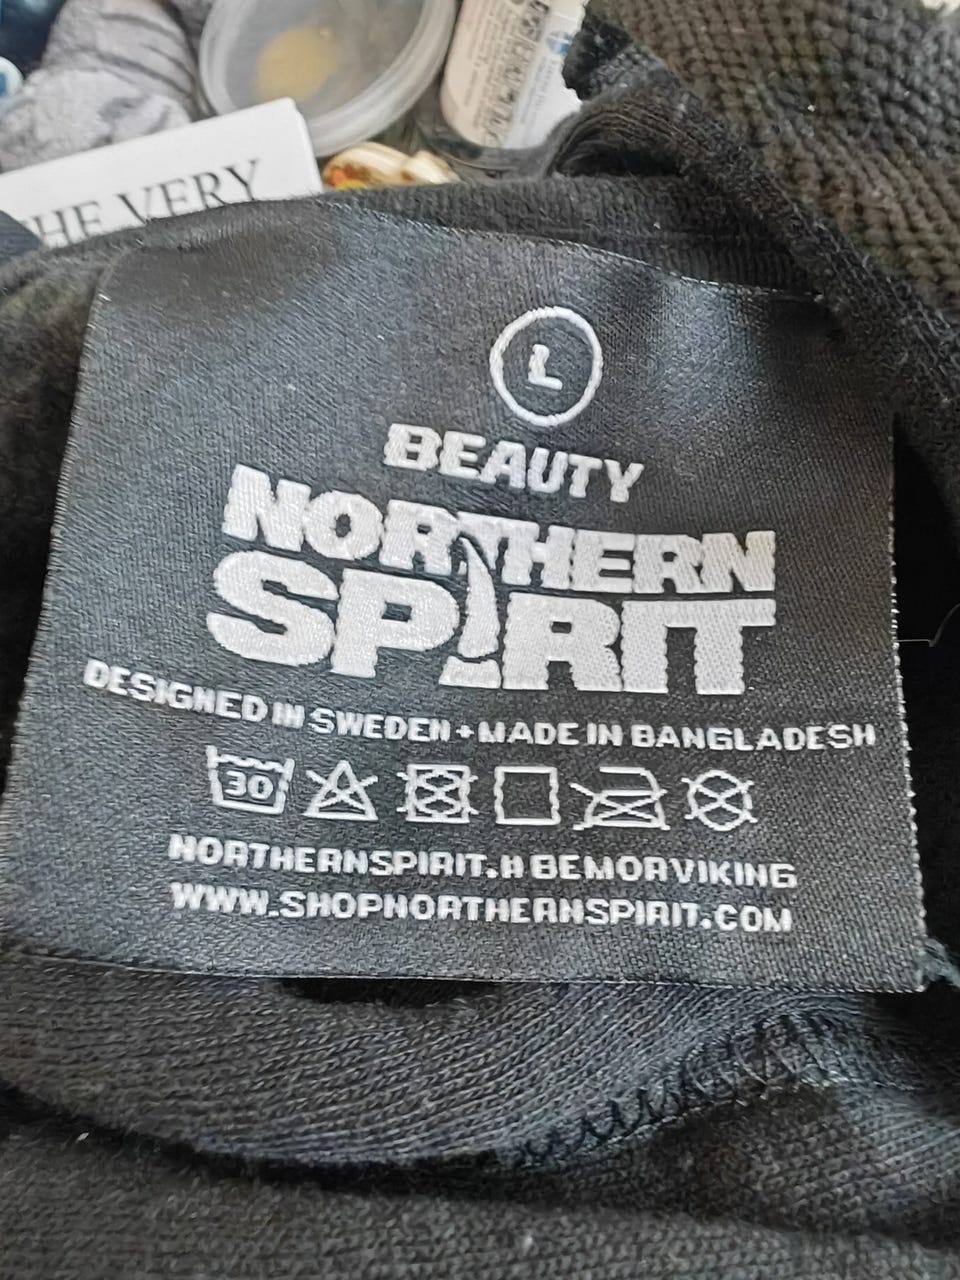 HE VERY
L
BEAUTY
NORTHERN
SPIRIT
DESIGNED IN SWEDEN + MADE IN BANGLADESH
30
NORTHERNSPIRIT.# BEMORVIKING
WWW.SHOPNORTHERNSPIRIT.COM